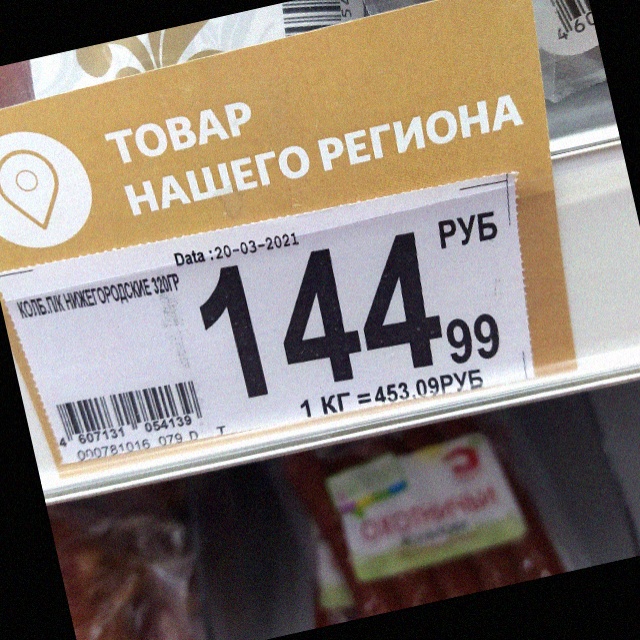 ТОВАР
НАШЕГО РЕГИОНА
Data :20-03-2021
РУБ
КОЛБ.П/К НИЖЕГОРОДСКИЕ 320ГР
144
99
1 КГ =453.09РУБ
4 607131 054139
000781016 079 D T
ОХОТНИЧЬИ